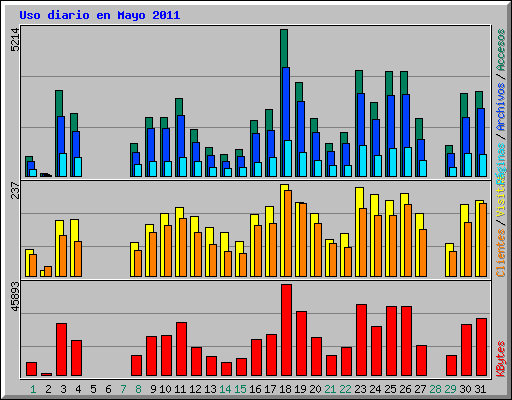 Uso diario en Mayo 2011
5214
237
45893
Accesos / Archivos / Páginas
Visitas / Clientes
KBytes
1 2 3 4 5 6 7 8 9 10 11 12 13 14 15 16 17 18 19 20 21 22 23 24 25 26 27 28 29 30 31